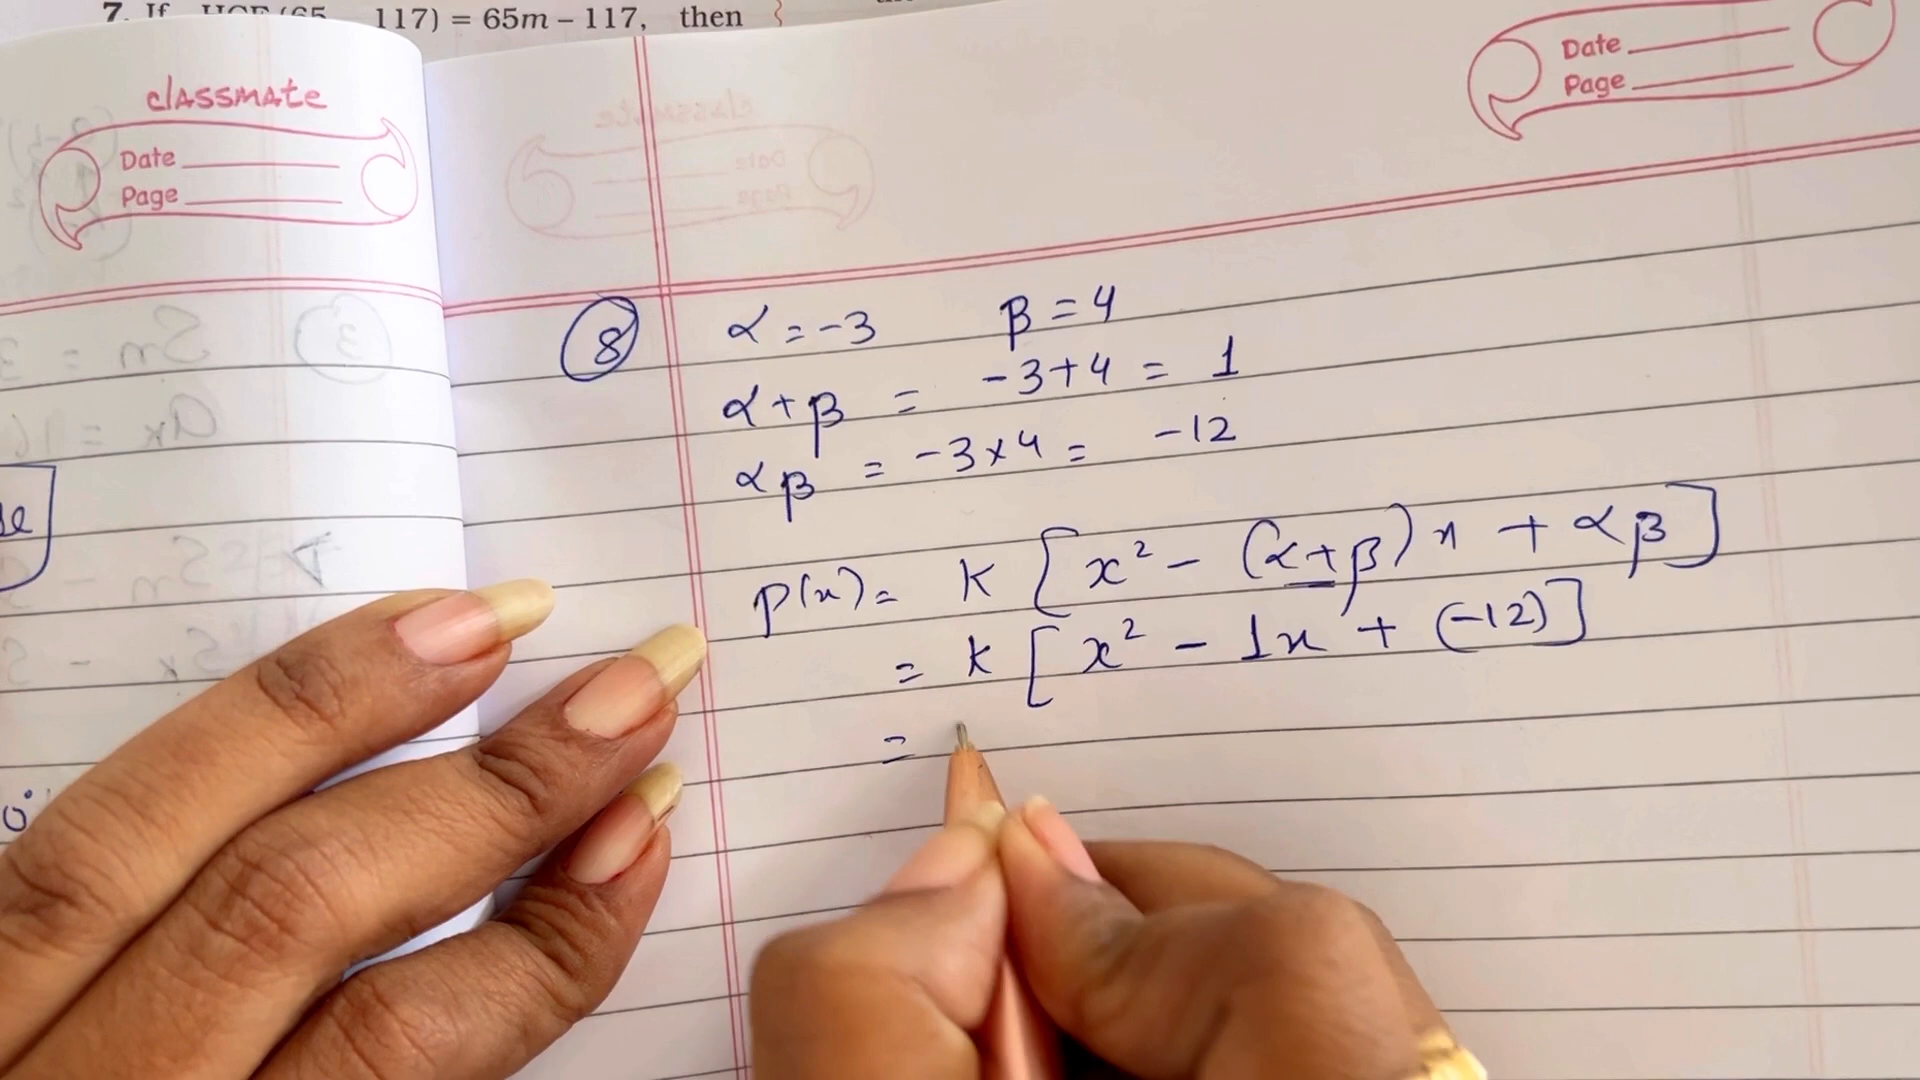 7. If HCF (65 117) = 65m – 117, then
classmate
Date
Page
Date
Page
8 α = -3 β = 4
α+β = -3+4 = 1
αβ = -3×4 = -12
p(x) = K [x² - (α+β)x + αβ]
= K [x² - 1x + (-12)]
=